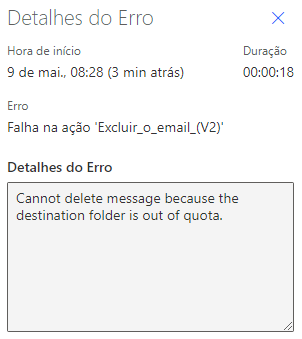 Detalhes do Erro
Hora de início
Duração
9 de mai., 08:28 (3 min atrás)
00:00:18
Erro
Falha na ação 'Excluir_o_email_(V2)'
Detalhes do Erro
Cannot delete message because the
destination folder is out of quota.